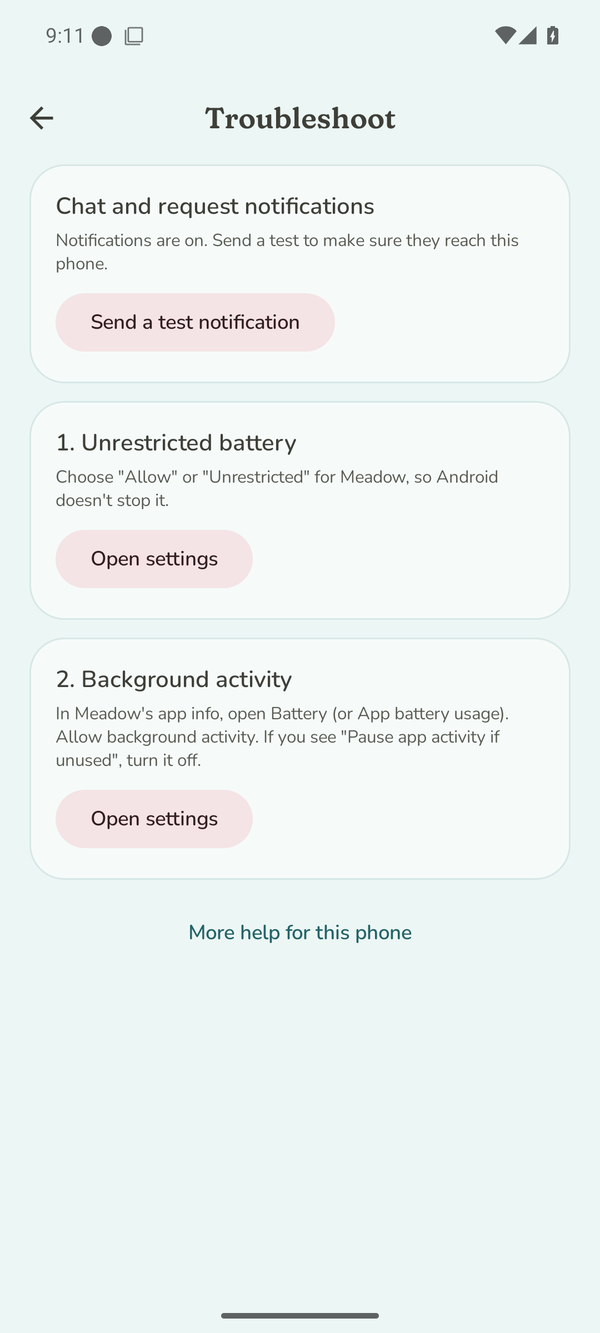 9:11
Troubleshoot
Chat and request notifications
Notifications are on. Send a test to make sure they reach this
phone.
Send a test notification
1. Unrestricted battery
Choose "Allow" or "Unrestricted" for Meadow, so Android
doesn't stop it.
Open settings
2. Background activity
In Meadow's app info, open Battery (or App battery usage).
Allow background activity. If you see "Pause app activity if
unused", turn it off.
Open settings
More help for this phone